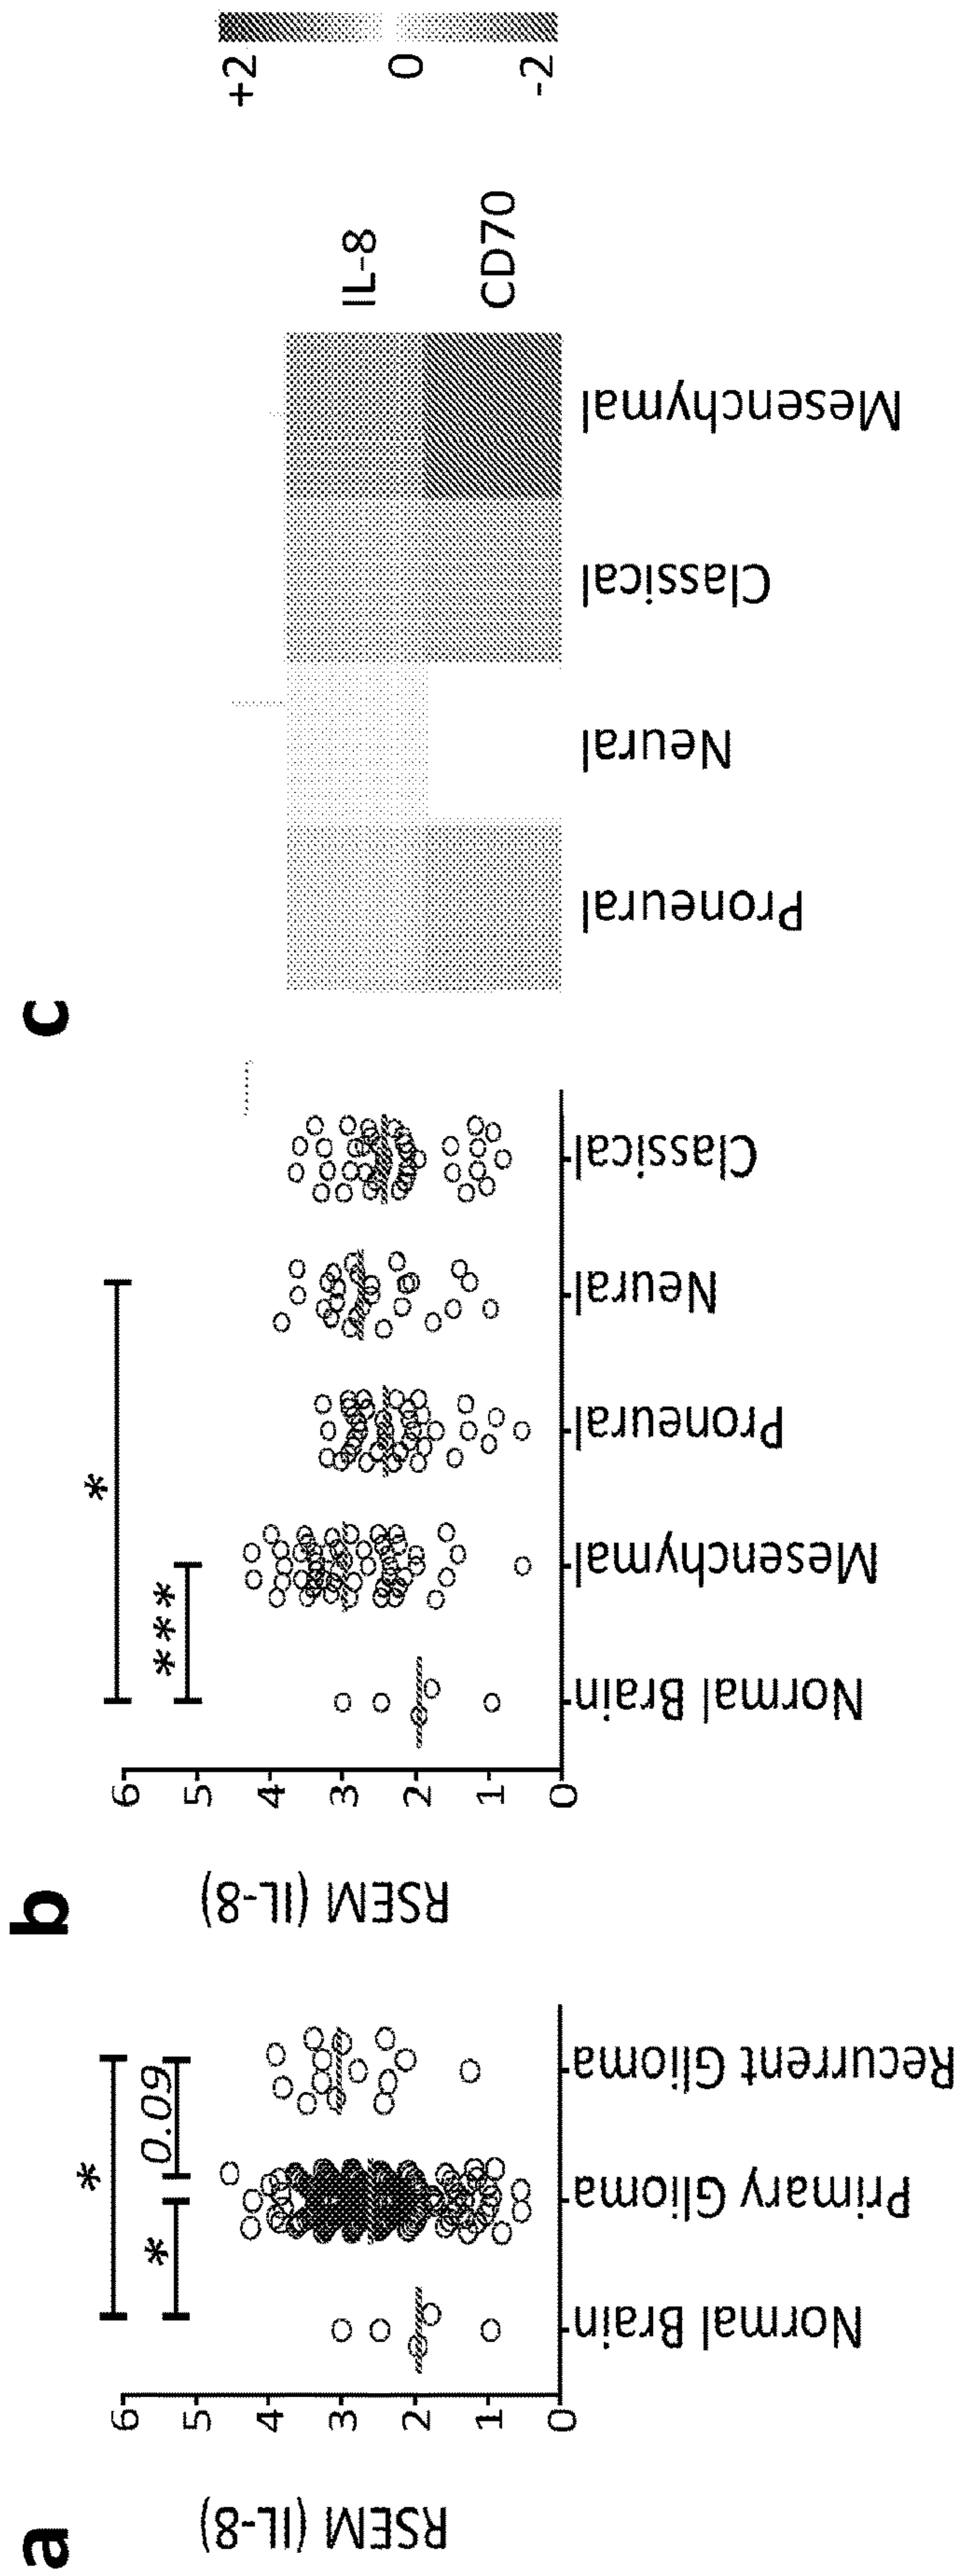 a
RSEM (IL-8)
6
5
4
3
2
1
0
*
*
0.09
Normal Brain
Primary Glioma
Recurrent Glioma
b
RSEM (IL-8)
6
5
4
3
2
1
0
*
***
Normal Brain
Mesenchymal
Proneural
Neural
Classical
c
IL-8
CD70
Proneural
Neural
Classical
Mesenchymal
+2
0
-2